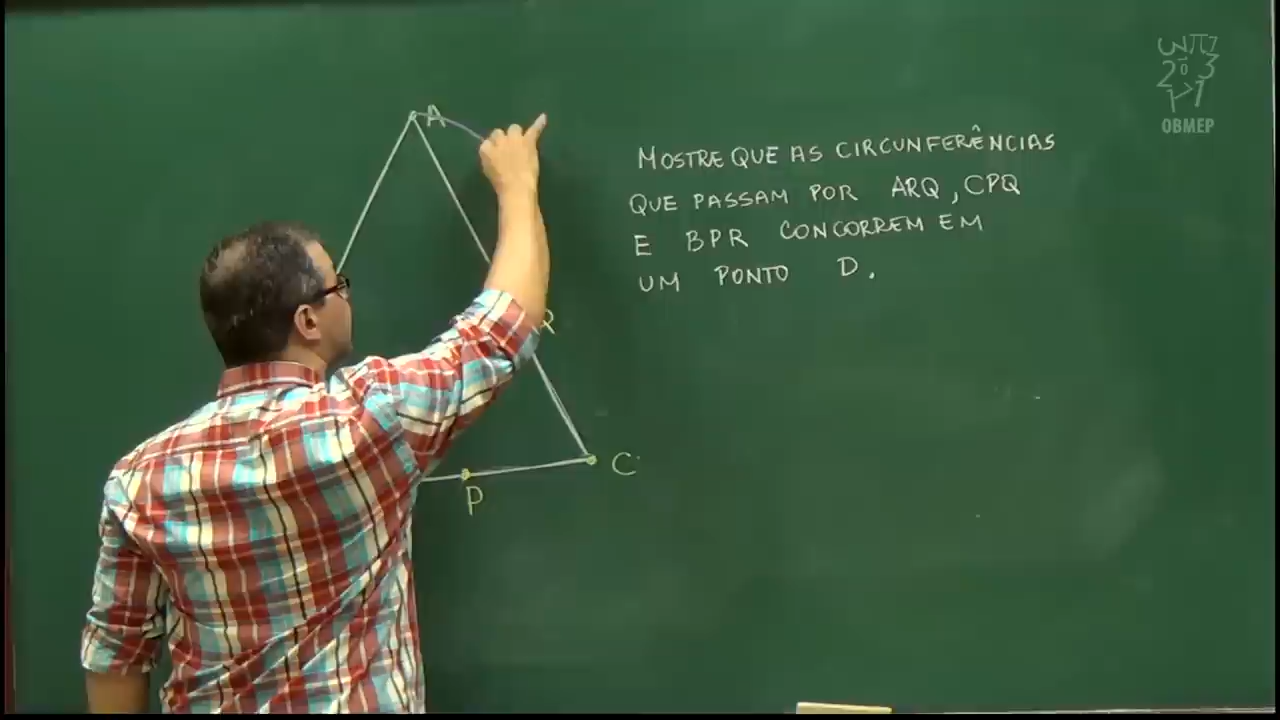 A
MOSTRE QUE AS CIRCUNFERÊNCIAS
QUE PASSAM POR ARQ, CPQ
E BPR CONCORREM EM
UM PONTO D.
C
P
OBMEP